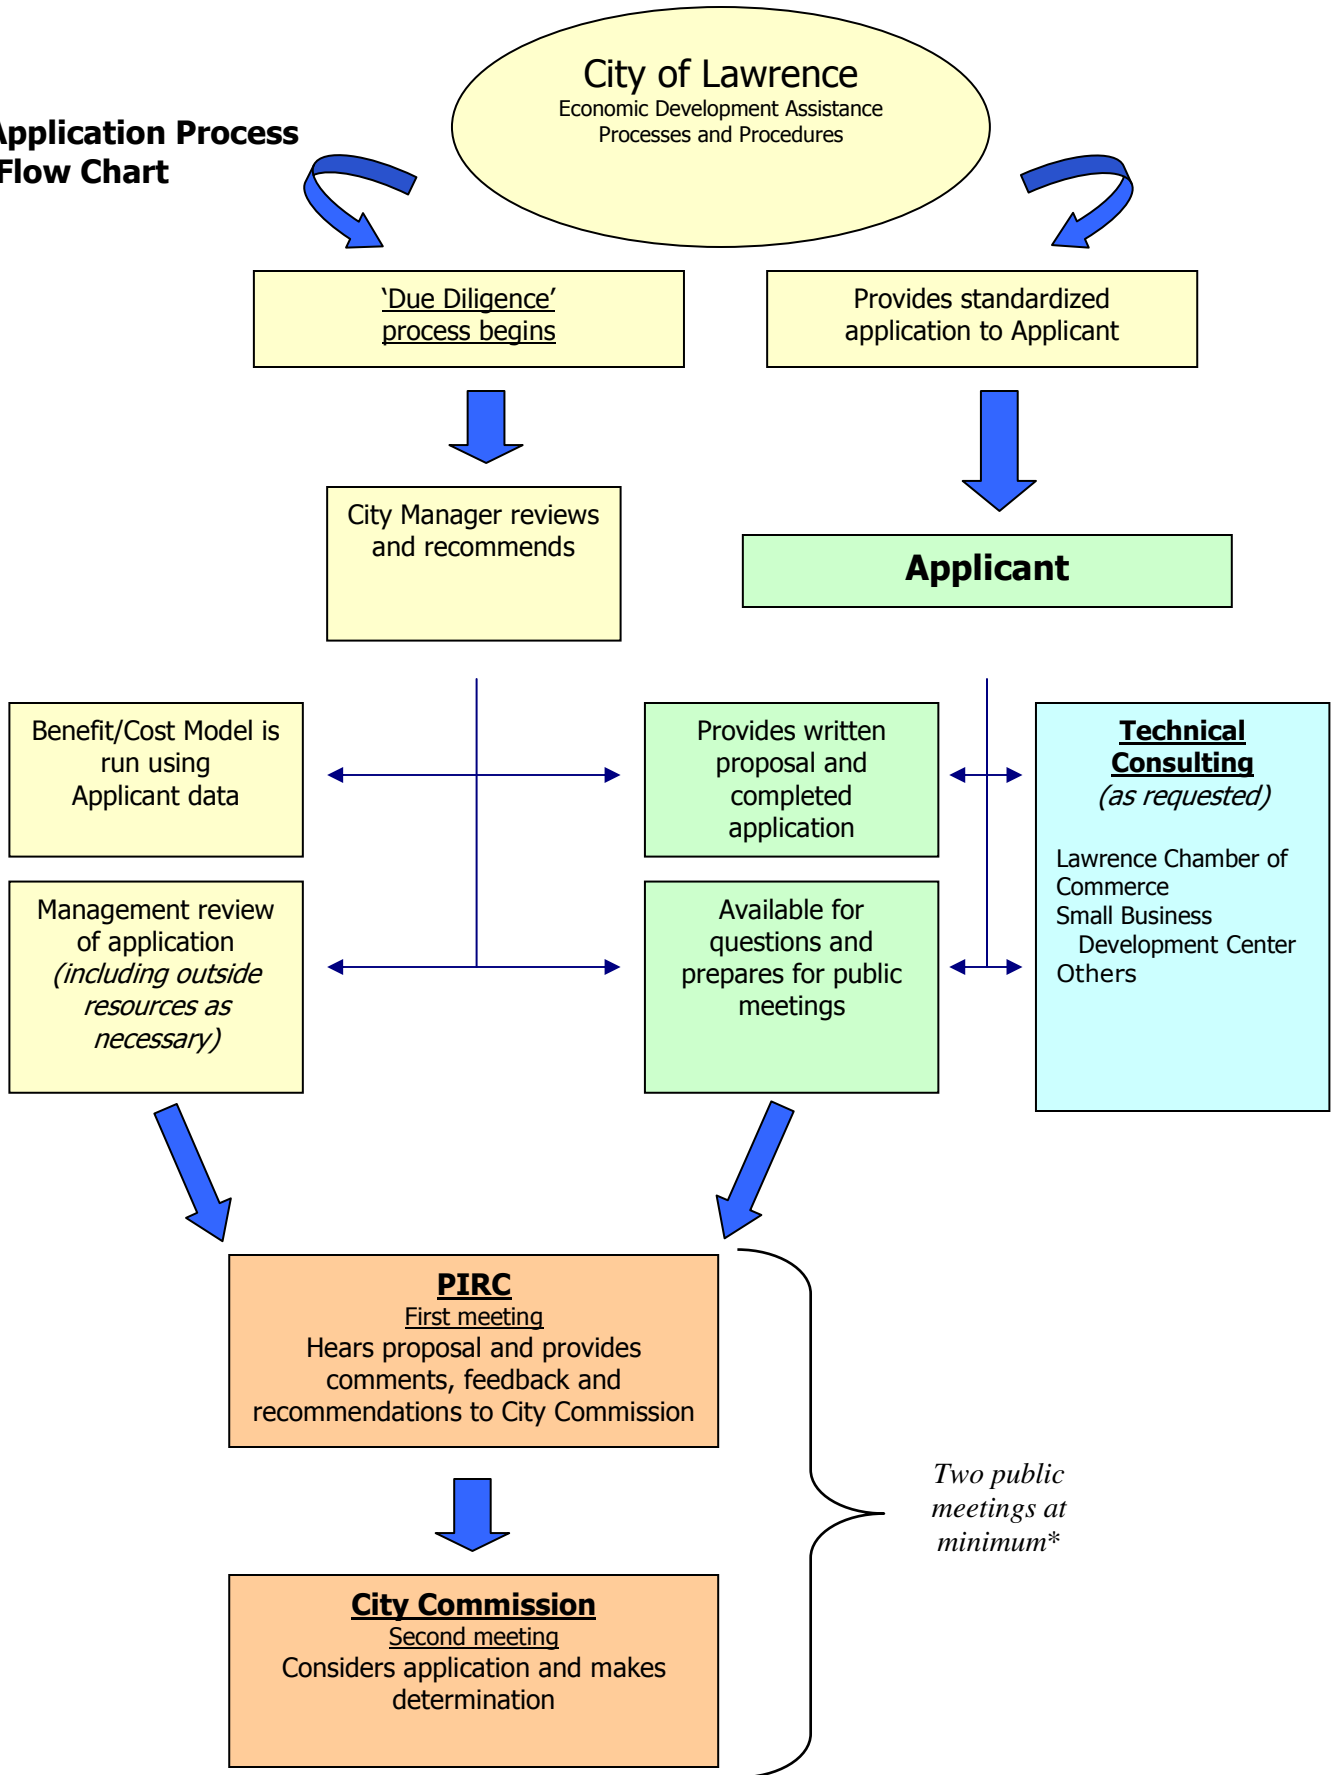 City of Lawrence
Economic Development Assistance
Processes and Procedures
Application Process
Flow Chart
‘Due Diligence’
process begins
Provides standardized
application to Applicant
City Manager reviews
and recommends
Applicant
Benefit/Cost Model is
run using
Applicant data
Provides written
proposal and
completed
application
Technical
Consulting
(as requested)
Lawrence Chamber of
Commerce
Small Business
Development Center
Others
Management review
of application
(including outside
resources as
necessary)
Available for
questions and
prepares for public
meetings
PIRC
First meeting
Hears proposal and provides
comments, feedback and
recommendations to City Commission
Two public
meetings at
minimum*
City Commission
Second meeting
Considers application and makes
determination